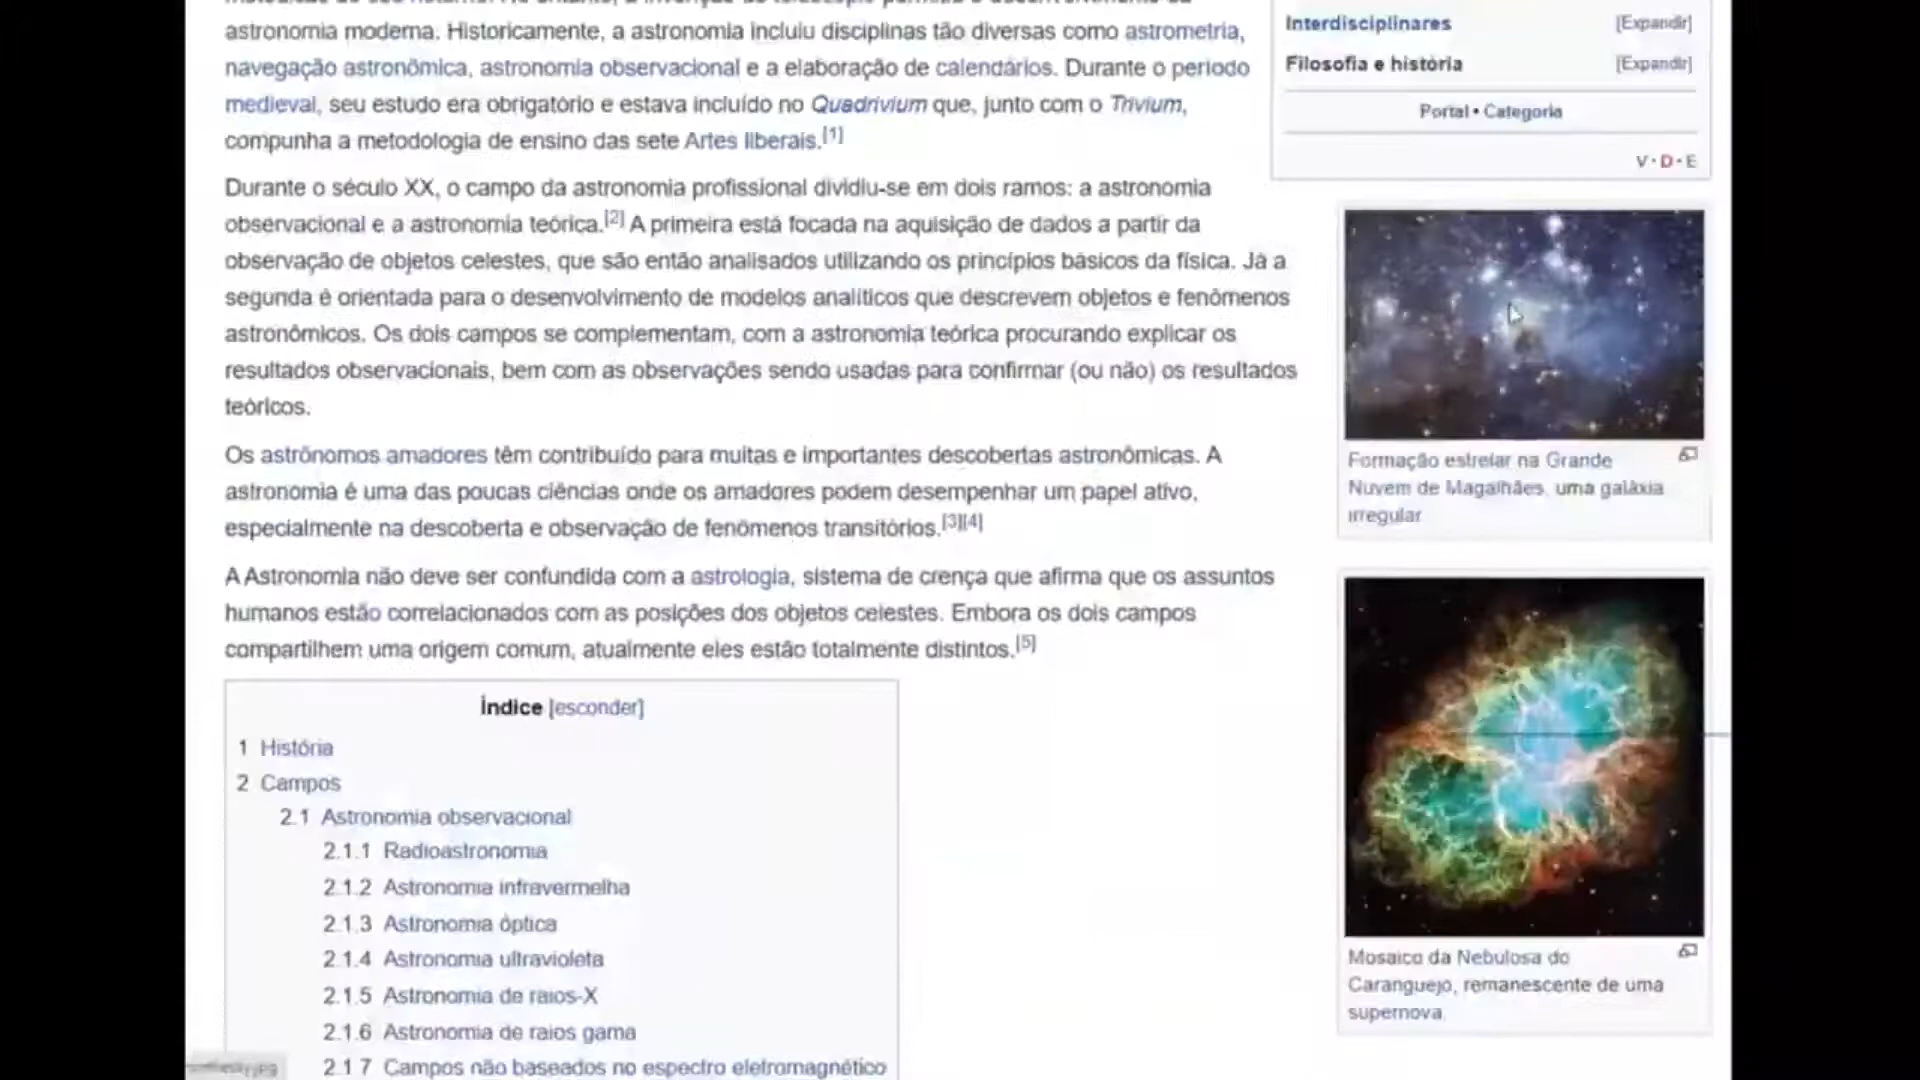 astronomia moderna. Historicamente, a astronomia incluiu disciplinas tão diversas como astrometria,
navegação astronômica, astronomia observacional e a elaboração de calendários. Durante o período
medieval, seu estudo era obrigatório e estava incluído no Quadrivium que, junto com o Trivium,
compunha a metodologia de ensino das sete Artes liberais.[1]
Durante o século XX, o campo da astronomia profissional dividiu-se em dois ramos: a astronomia
observacional e a astronomia teórica.[2] A primeira está focada na aquisição de dados a partir da
observação de objetos celestes, que são então analisados utilizando os princípios básicos da física. Já a
segunda é orientada para o desenvolvimento de modelos analíticos que descrevem objetos e fenômenos
astronômicos. Os dois campos se complementam, com a astronomia teórica procurando explicar os
resultados observacionais, bem com as observações sendo usadas para confirmar (ou não) os resultados
teóricos.
Os astrônomos amadores têm contribuído para muitas e importantes descobertas astronômicas. A
astronomia é uma das poucas ciências onde os amadores podem desempenhar um papel ativo,
especialmente na descoberta e observação de fenômenos transitórios.[3][4]
A Astronomia não deve ser confundida com a astrologia, sistema de crença que afirma que os assuntos
humanos estão correlacionados com as posições dos objetos celestes. Embora os dois campos
compartilhem uma origem comum, atualmente eles estão totalmente distintos.[5]
Índice [esconder]
1 História
2 Campos
2.1 Astronomia observacional
2.1.1 Radioastronomia
2.1.2 Astronomia infravermelha
2.1.3 Astronomia óptica
2.1.4 Astronomia ultravioleta
2.1.5 Astronomia de raios-X
2.1.6 Astronomia de raios gama
2.1.7 Campos não baseados no espectro eletromagnético
Interdisciplinares [Expandir]
Filosofia e história [Expandir]
Portal • Categoria
V • D • E
Formação estrelar na Grande
Nuvem de Magalhães, uma galáxia
irregular
Mosaico da Nebulosa do
Caranguejo, remanescente de uma
supernova